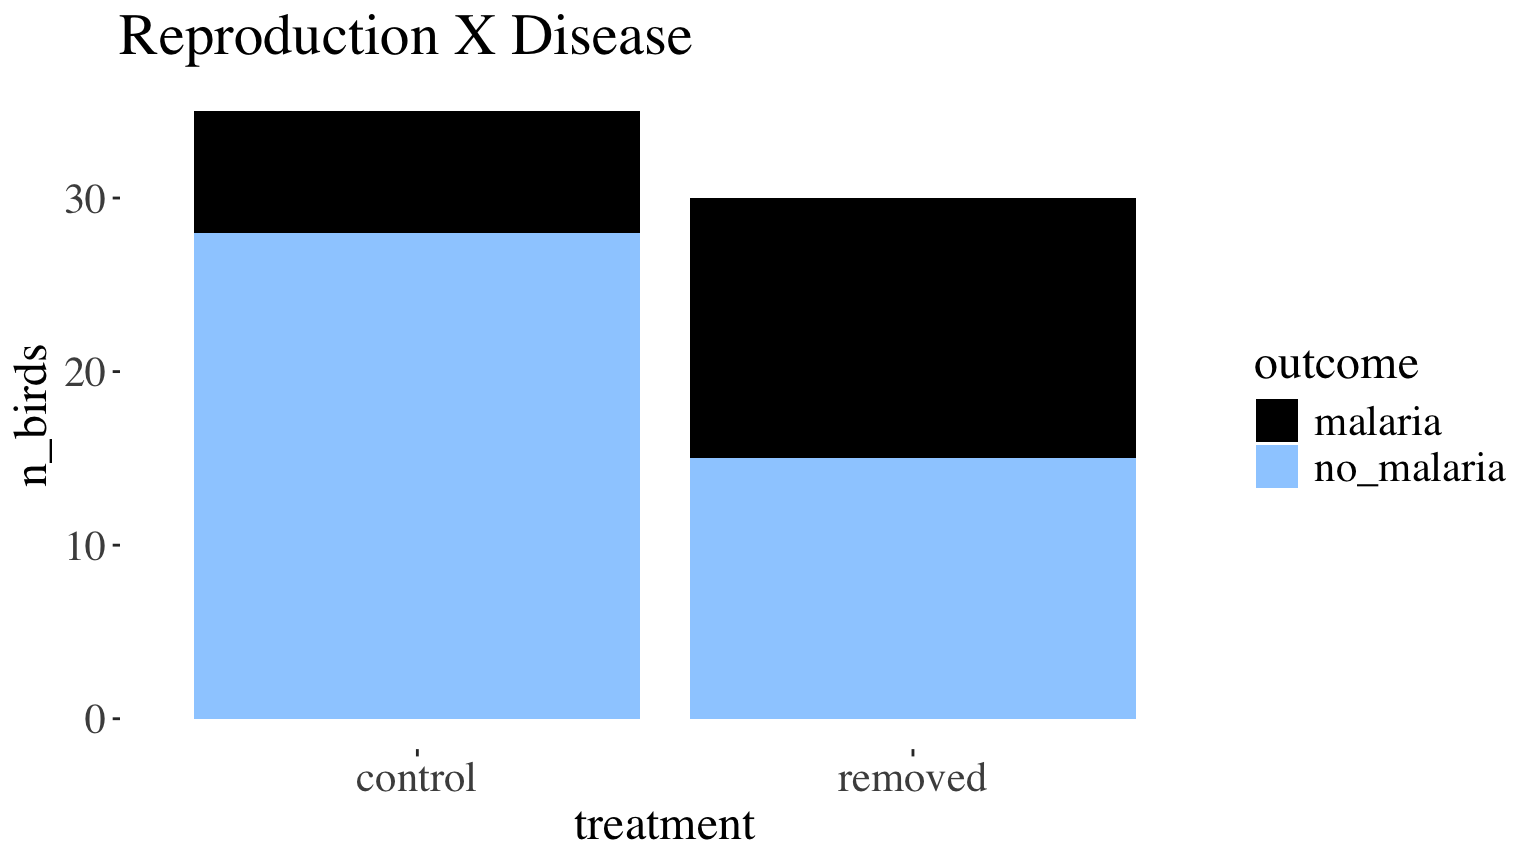 Reproduction X Disease
n_birds
30
20
10
0
control
removed
treatment
outcome
malaria
no_malaria